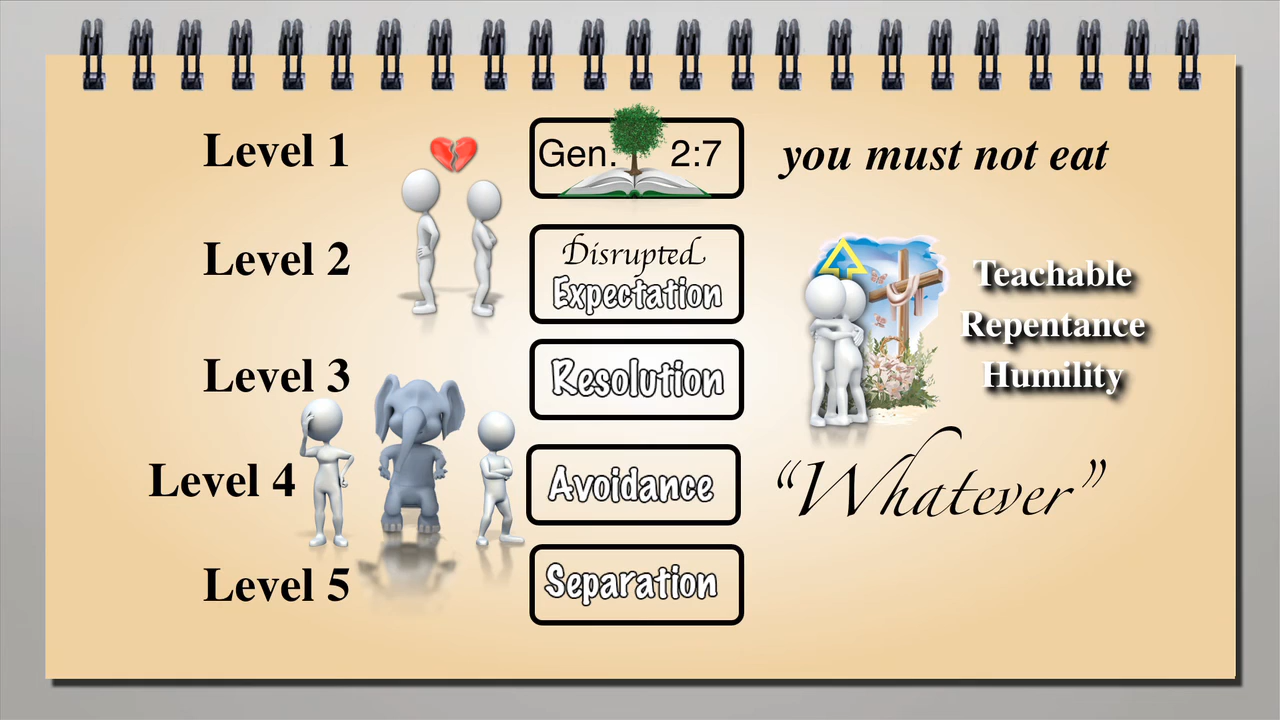 Level 1
Gen. 2:7
you must not eat
Level 2
Disrupted
Expectation
Teachable
Repentance
Humility
Level 3
Resolution
Level 4
Avoidance
“Whatever”
Level 5
Separation